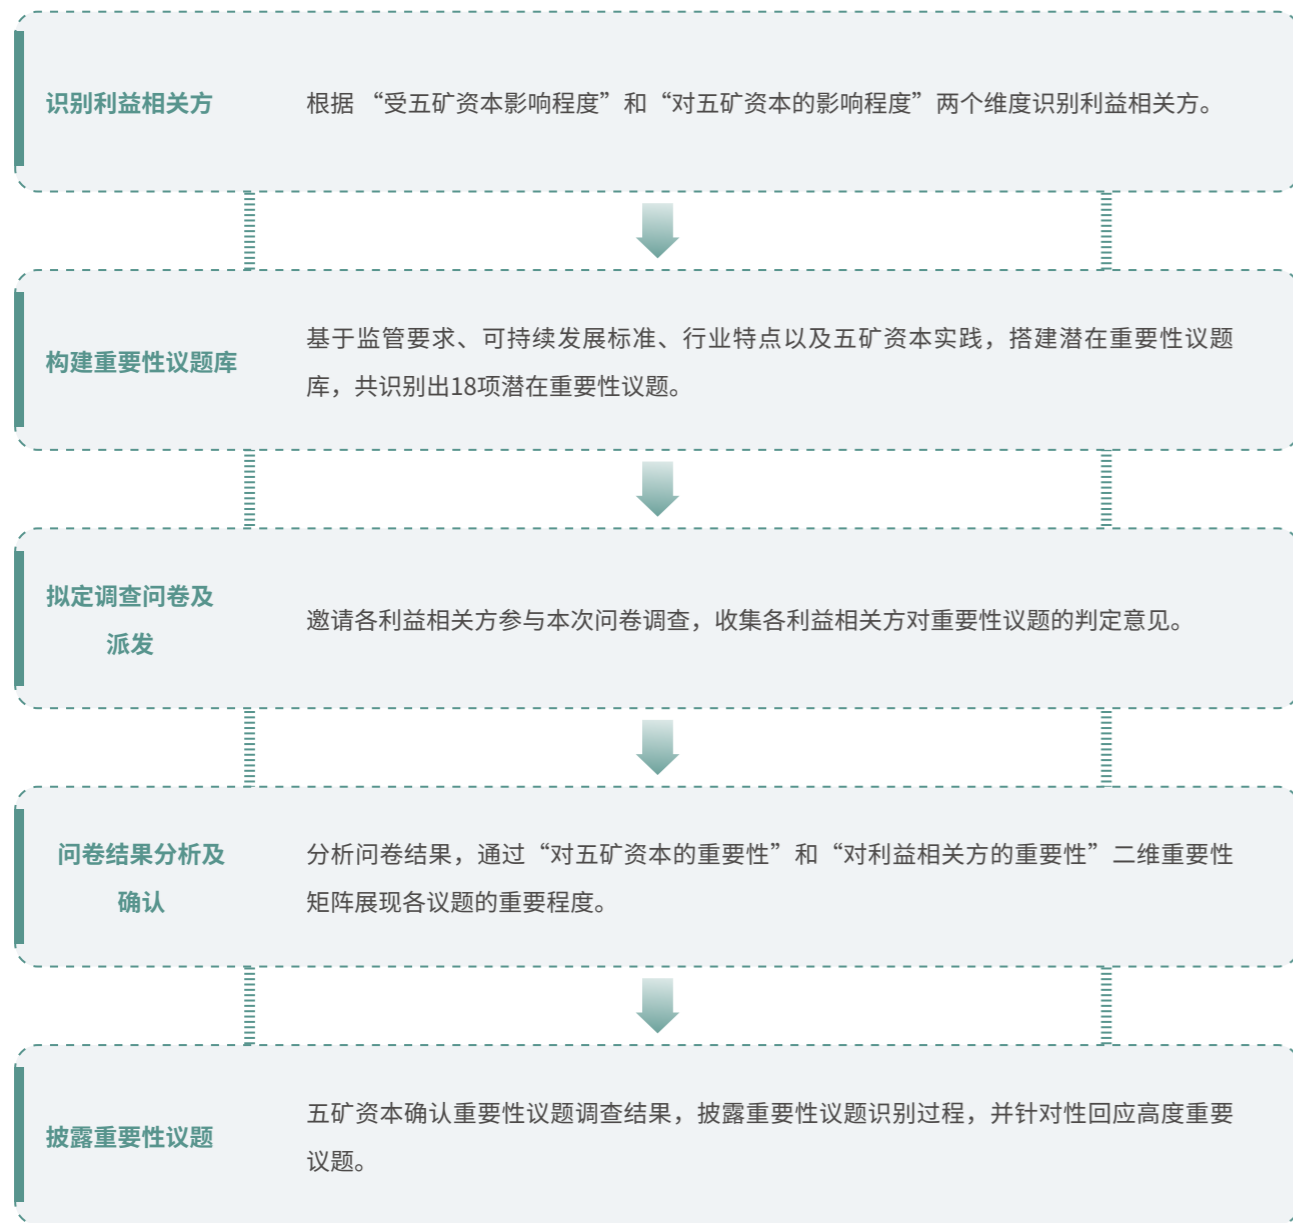 识别利益相关方
根据 “受五矿资本影响程度”和“对五矿资本的影响程度”两个维度识别利益相关方。
构建重要性议题库
基于监管要求、可持续发展标准、行业特点以及五矿资本实践，搭建潜在重要性议题
库，共识别出18项潜在重要性议题。
拟定调查问卷及
派发
邀请各利益相关方参与本次问卷调查，收集各利益相关方对重要性议题的判定意见。
问卷结果分析及
确认
分析问卷结果，通过“对五矿资本的重要性”和“对利益相关方的重要性”二维重要性
矩阵展现各议题的重要程度。
披露重要性议题
五矿资本确认重要性议题调查结果，披露重要性议题识别过程，并针对性回应高度重要
议题。